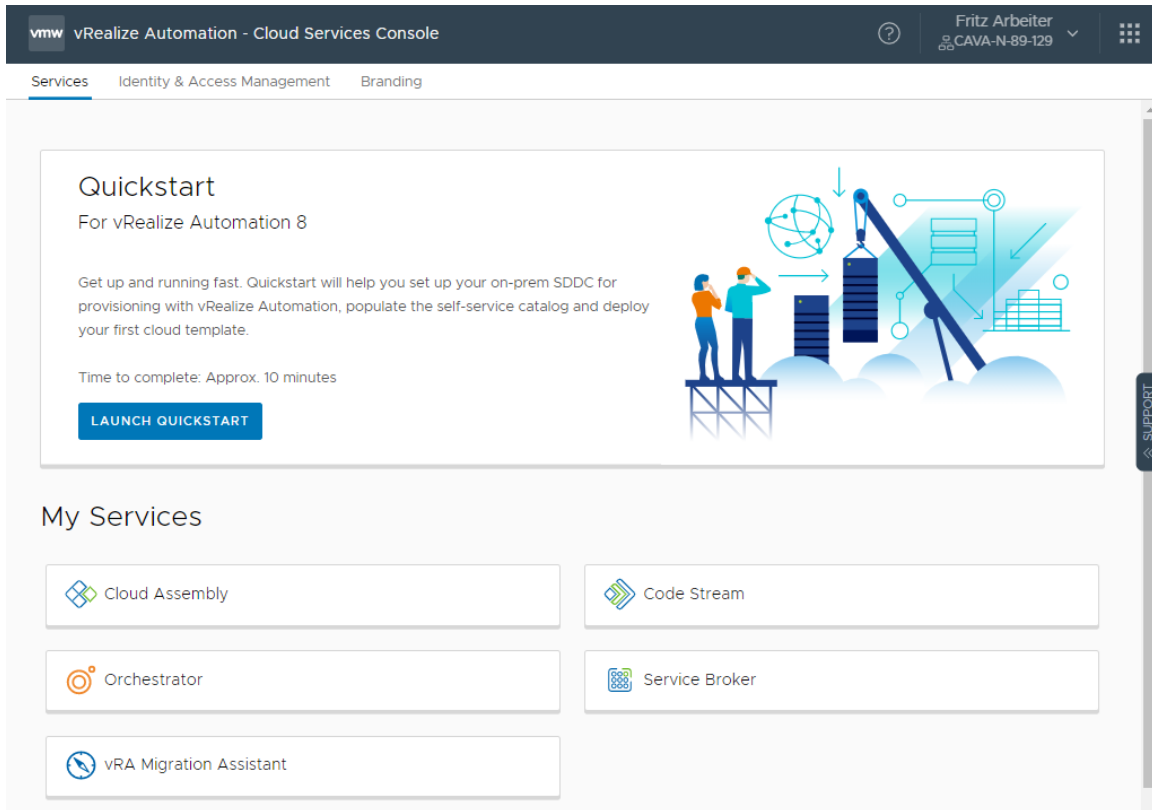 vmw vRealize Automation - Cloud Services Console
Fritz Arbeiter
CAVA-N-89-129
Services Identity & Access Management Branding
Quickstart
For vRealize Automation 8
Get up and running fast. Quickstart will help you set up your on-prem SDDC for
provisioning with vRealize Automation, populate the self-service catalog and deploy
your first cloud template.
Time to complete: Approx. 10 minutes
LAUNCH QUICKSTART
SUPPORT
My Services
Cloud Assembly
Code Stream
Orchestrator
Service Broker
vRA Migration Assistant